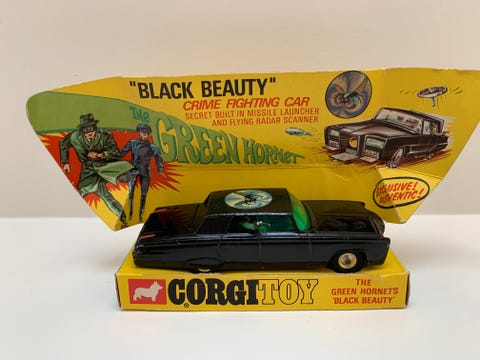 "BLACK BEAUTY"
CRIME FIGHTING CAR
SECRET BUILT IN MISSILE LAUNCHER
AND FLYING RADAR SCANNER
THE
GREEN HORNET
EXCLUSIVE!
AUTHENTIC!
CORGI TOY
®
THE
GREEN HORNET'S
'BLACK BEAUTY'